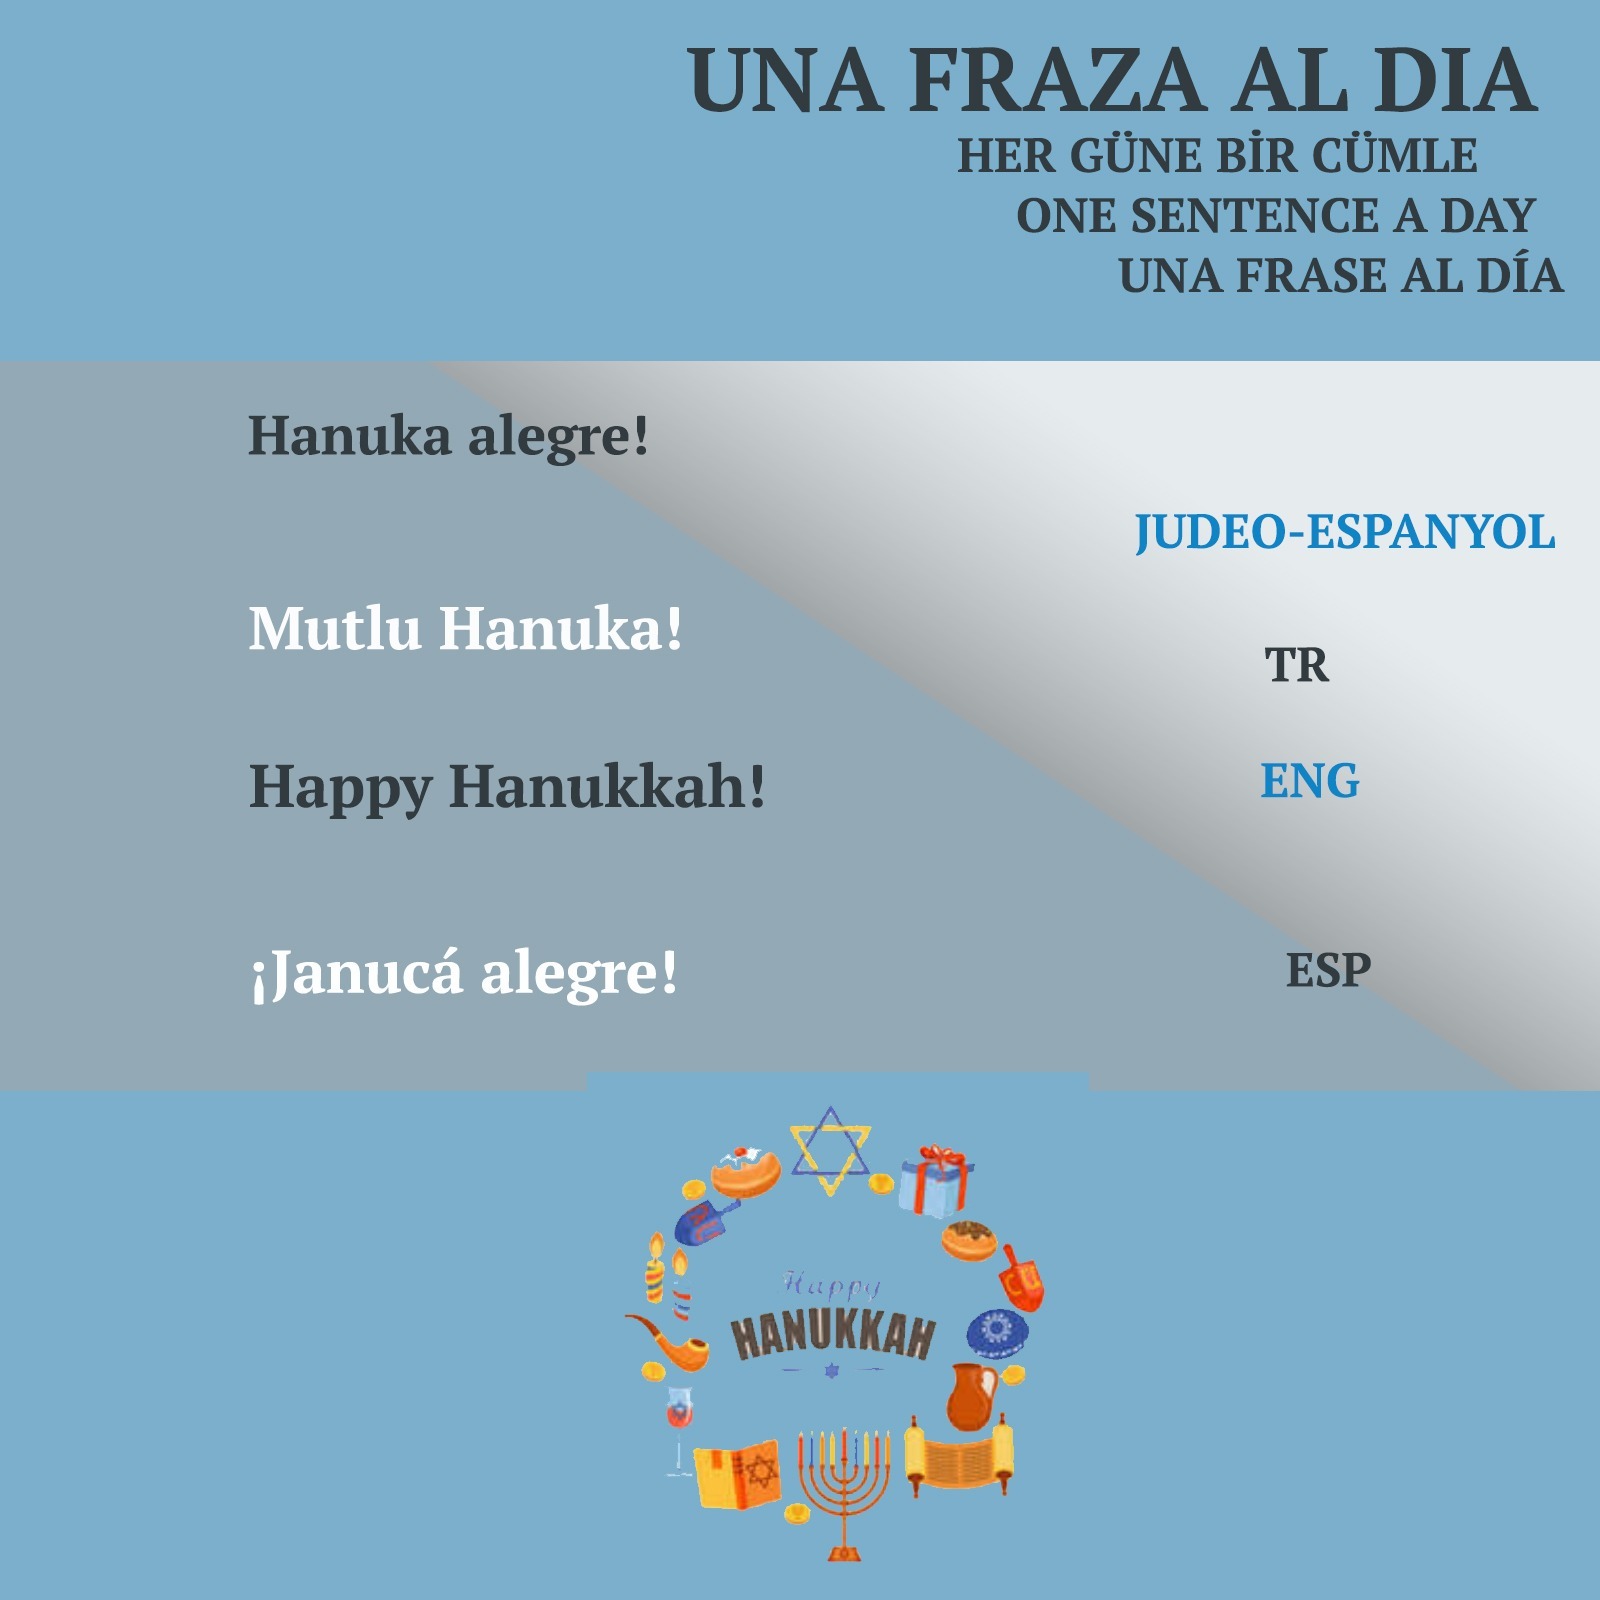 UNA FRAZA AL DIA
HER GÜNE BİR CÜMLE
ONE SENTENCE A DAY
UNA FRASE AL DÍA
Hanuka alegre!
JUDEO-ESPANYOL
Mutlu Hanuka!
TR
Happy Hanukkah!
ENG
¡Janucá alegre!
ESP
Happy
HANUKKAH